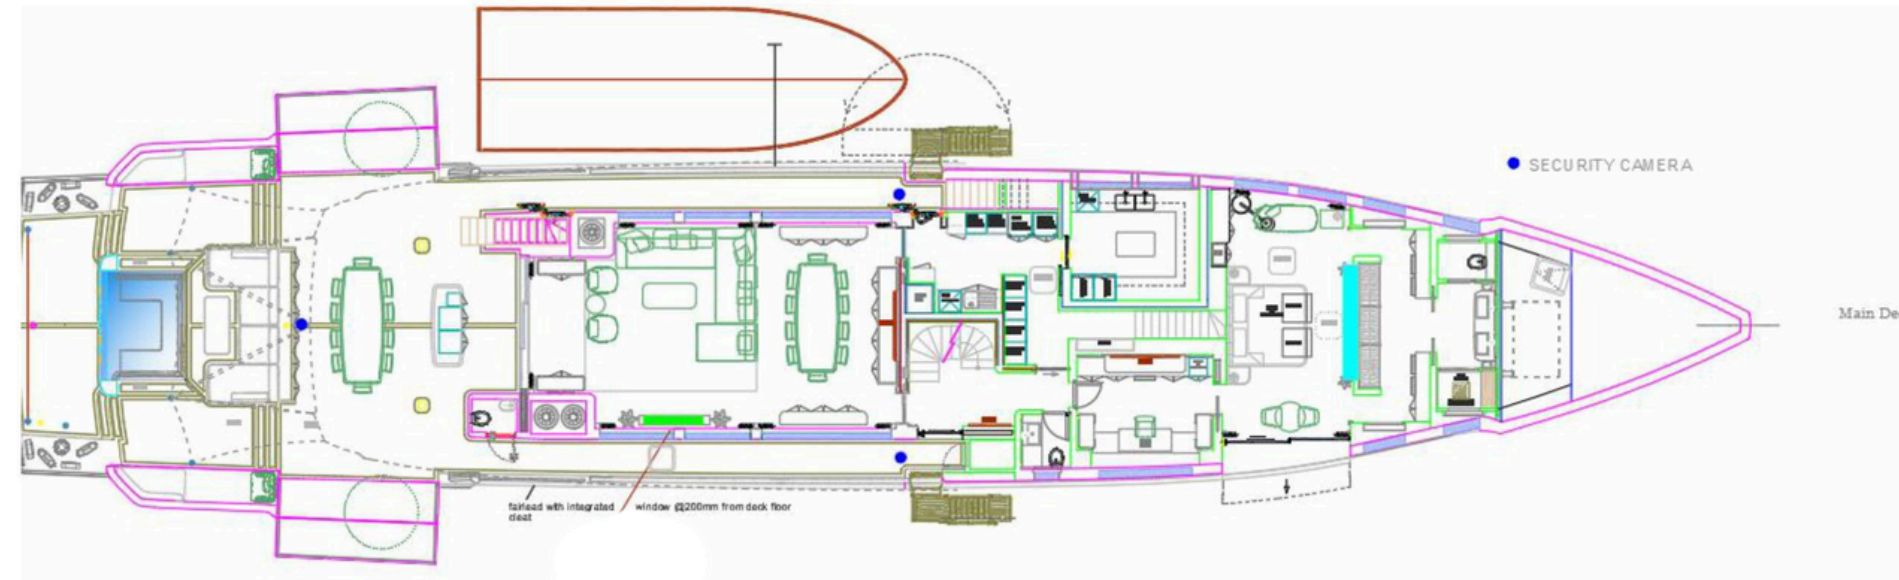 SECURITY CAMERA
Main De
fairlead with integrated
cleat
window @200mm from deck floor